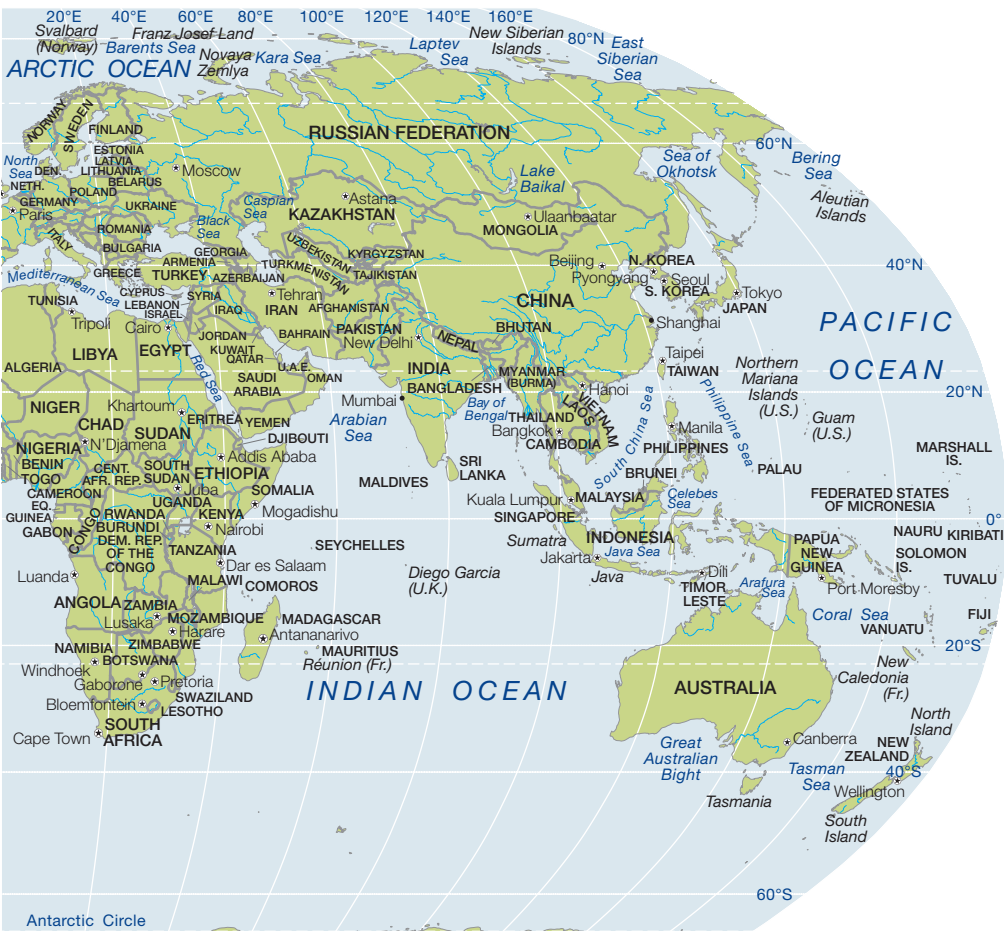 20°E 40°E 60°E 80°E 100°E 120°E 140°E 160°E
Svalbard
(Norway)
Franz Josef Land
Barents Sea
Novaya
Zemlya
Kara Sea
Laptev
Sea
New Siberian
Islands
80°N
East
Siberian
Sea
ARCTIC OCEAN
NORWAY
SWEDEN
FINLAND
RUSSIAN FEDERATION
60°N
Bering
Sea
Sea of
Okhotsk
Aleutian
Islands
North
Sea
ESTONIA
LATVIA
LITHUANIA
DEN.
BELARUS
NETH.
POLAND
GERMANY
Paris
Moscow
UKRAINE
Lake
Baikal
Astana
KAZAKHSTAN
Caspian
Sea
Black
Sea
Ulaanbaatar
MONGOLIA
ITALY
ROMANIA
BULGARIA
GEORGIA
ARMENIA
UZBEKISTAN
KYRGYZSTAN
TURKMENISTAN
TAJIKISTAN
Beijing
N. KOREA
Pyongyang
Seoul
S. KOREA
40°N
Mediterranean Sea
GREECE
TURKEY
AZERBAIJAN
CYPRUS
LEBANON
ISRAEL
SYRIA
IRAQ
Tehran
IRAN
AFGHANISTAN
CHINA
Tokyo
JAPAN
TUNISIA
Tripoli
Cairo
JORDAN
KUWAIT
QATAR
BAHRAIN
PAKISTAN
New Delhi
NEPAL
BHUTAN
Shanghai
PACIFIC
OCEAN
ALGERIA
LIBYA
EGYPT
Red Sea
SAUDI
ARABIA
U.A.E.
OMAN
INDIA
BANGLADESH
MYANMAR
(BURMA)
Hanoi
Taipei
TAIWAN
Northern
Mariana
Islands
(U.S.)
20°N
NIGER
CHAD
Khartoum
SUDAN
ERITREA
YEMEN
DJIBOUTI
Mumbai
Arabian
Sea
Bay of
Bengal
THAILAND
LAOS
VIETNAM
Bangkok
CAMBODIA
South China Sea
Philippine Sea
Manila
PHILIPPINES
Guam
(U.S.)
NIGERIA
N'Djamena
BENIN
TOGO
CENT.
AFR. REP.
SOUTH
SUDAN
ETHIOPIA
Addis Ababa
SRI
LANKA
MALDIVES
BRUNEI
PALAU
MARSHALL
IS.
CAMEROON
Juba
SOMALIA
Mogadishu
EQ.
GUINEA
UGANDA
Kuala Lumpur
MALAYSIA
Celebes
Sea
FEDERATED STATES
OF MICRONESIA
GABON
CONGO
RWANDA
BURUNDI
KENYA
Nairobi
SINGAPORE
0°
DEM. REP.
OF THE
CONGO
TANZANIA
Dar es Salaam
SEYCHELLES
Sumatra
INDONESIA
Java Sea
Jakarta
Java
PAPUA
NEW
GUINEA
NAURU
KIRIBATI
SOLOMON
IS.
TUVALU
Luanda
MALAWI
COMOROS
Diego Garcia
(U.K.)
Dili
TIMOR
LESTE
Arafura
Sea
Port Moresby
Coral Sea
VANUATU
FIJI
ANGOLA
ZAMBIA
Lusaka
MOZAMBIQUE
Harare
ZIMBABWE
MADAGASCAR
Antananarivo
MAURITIUS
Réunion (Fr.)
20°S
NAMIBIA
BOTSWANA
Windhoek
Gaborone
Pretoria
SWAZILAND
LESOTHO
Bloemfontein
SOUTH
AFRICA
Cape Town
INDIAN OCEAN
AUSTRALIA
New
Caledonia
(Fr.)
North
Island
Great
Australian
Bight
Canberra
Tasman
Sea
NEW
ZEALAND
40°S
Wellington
Tasmania
South
Island
60°S
Antarctic Circle